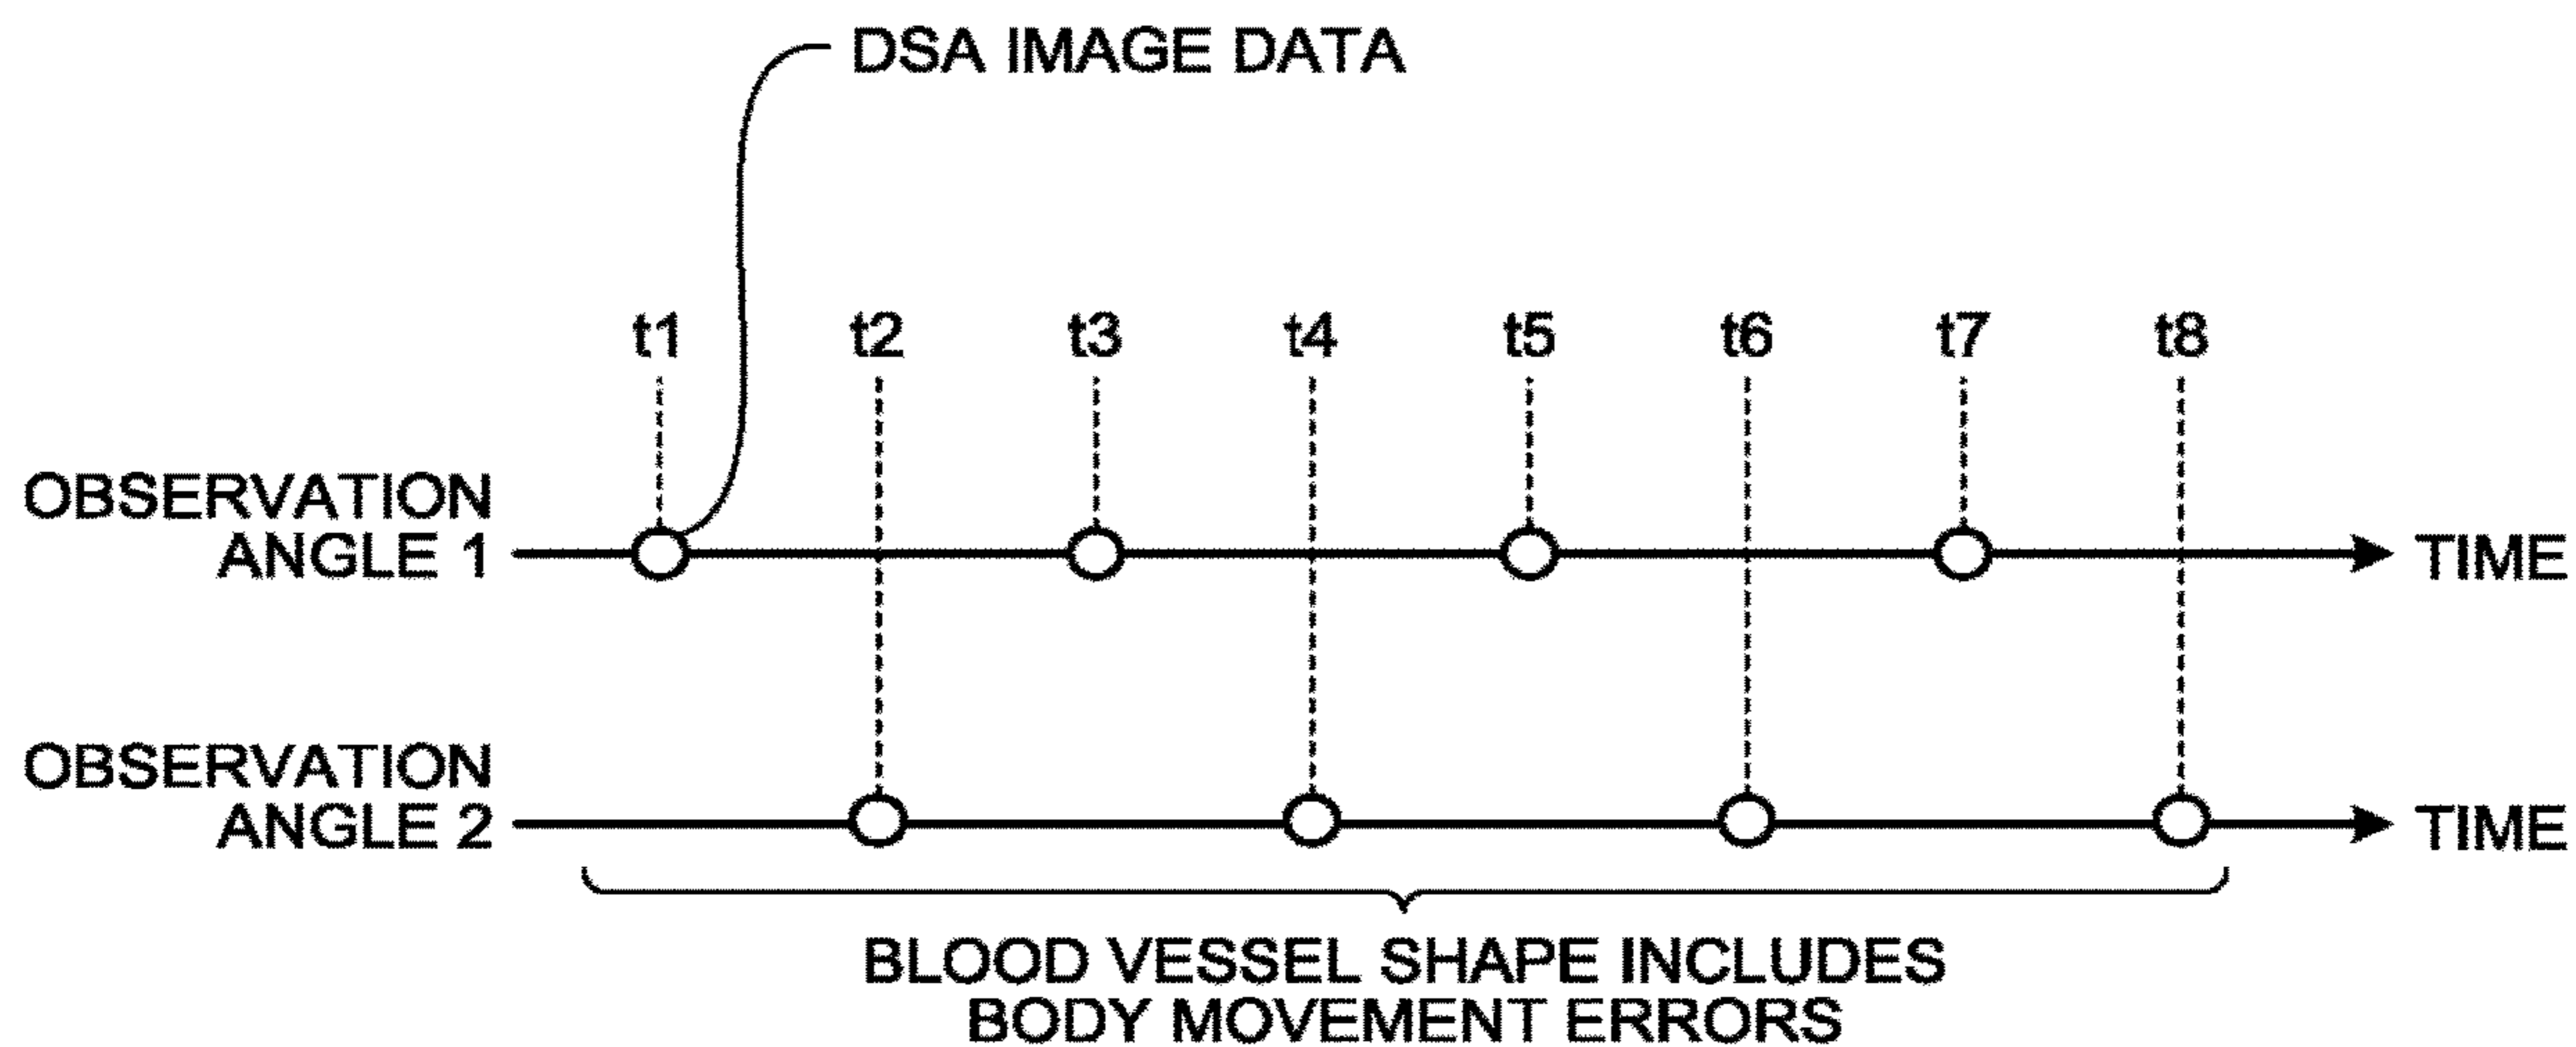 DSA IMAGE DATA
t1 t2 t3 t4 t5 t6 t7 t8
OBSERVATION
ANGLE 1
TIME
OBSERVATION
ANGLE 2
TIME
BLOOD VESSEL SHAPE INCLUDES
BODY MOVEMENT ERRORS